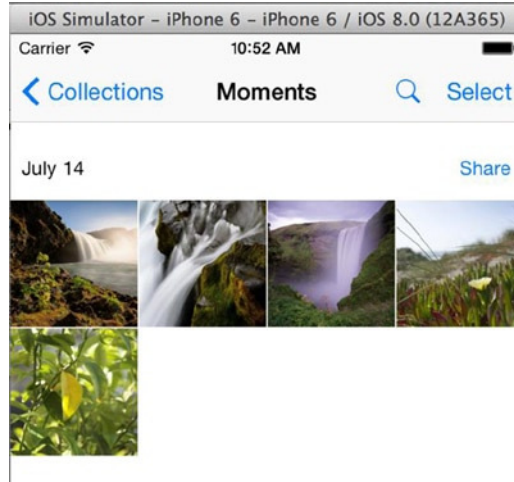 iOS Simulator - iPhone 6 - iPhone 6 / iOS 8.0 (12A365)
Carrier 10:52 AM
Collections Moments Select
July 14 Share